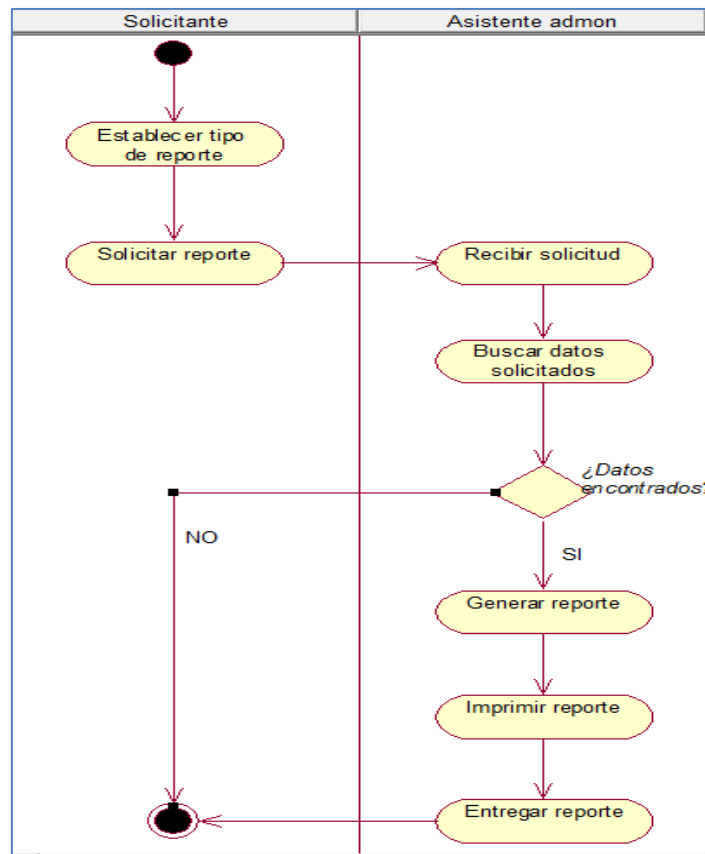 Solicitante
Asistente admon
Establecer tipo
de reporte
Solicitar reporte
Recibir solicitud
Buscar datos
solicitados
¿Datos
encontrados?
NO
SI
Generar reporte
Imprimir reporte
Entregar reporte